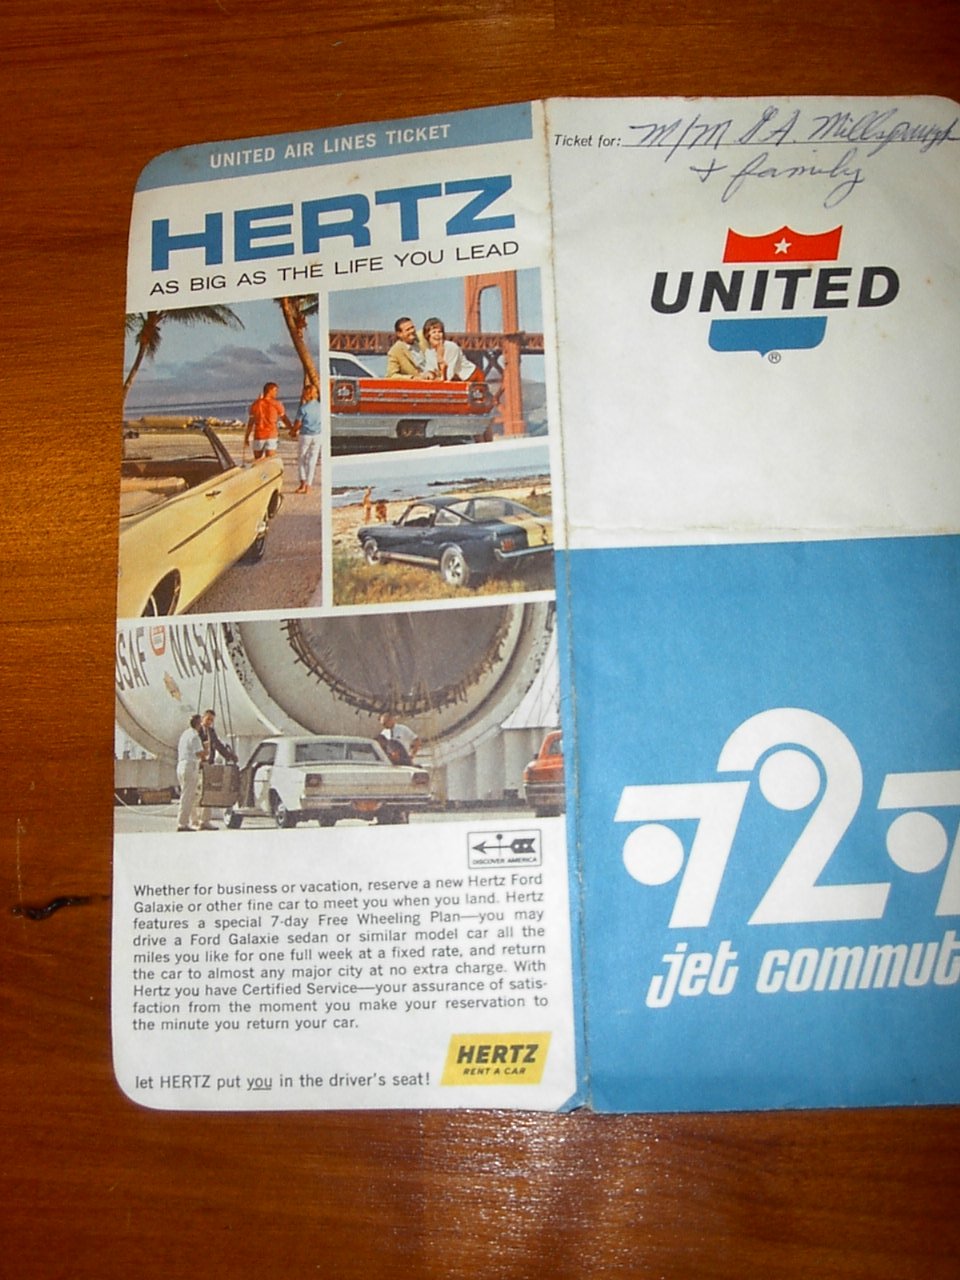 UNITED AIR LINES TICKET
HERTZ
AS BIG AS THE LIFE YOU LEAD
USAF NASA
DISCOVER AMERICA
Whether for business or vacation, reserve a new Hertz Ford
Galaxie or other fine car to meet you when you land. Hertz
features a special 7-day Free Wheeling Plan—you may
drive a Ford Galaxie sedan or similar model car all the
miles you like for one full week at a fixed rate, and return
the car to almost any major city at no extra charge. With
Hertz you have Certified Service—your assurance of satis-
faction from the moment you make your reservation to
the minute you return your car.
HERTZ
RENT A CAR
let HERTZ put you in the driver's seat!
Ticket for: M/M G A. Millspaugh
+ family
UNITED
®
727
jet commut